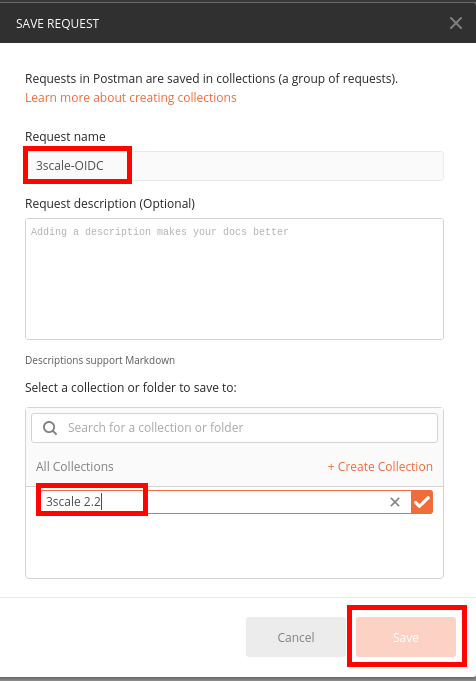 SAVE REQUEST
Requests in Postman are saved in collections (a group of requests).
Learn more about creating collections
Request name
3scale-OIDC
Request description (Optional)
Adding a description makes your docs better
Descriptions support Markdown
Select a collection or folder to save to:
Search for a collection or folder
All Collections + Create Collection
3scale 2.2
Cancel Save